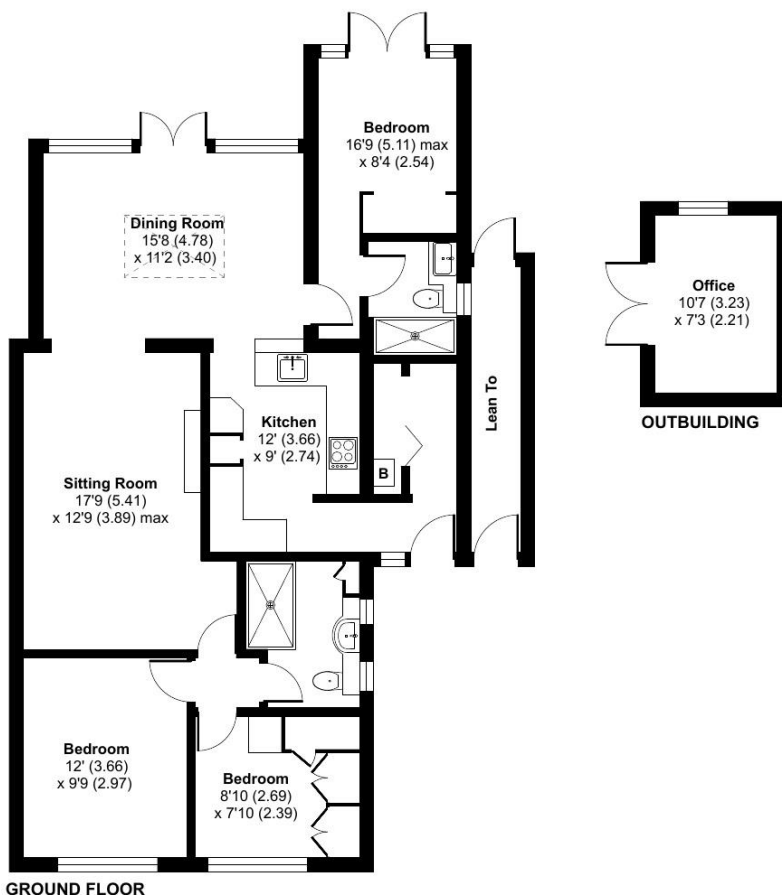 Bedroom
16'9 (5.11) max
x 8'4 (2.54)
Dining Room
15'8 (4.78)
x 11'2 (3.40)
Office
10'7 (3.23)
x 7'3 (2.21)
OUTBUILDING
Lean To
Kitchen
12' (3.66)
x 9' (2.74)
B
Sitting Room
17'9 (5.41)
x 12'9 (3.89) max
Bedroom
12' (3.66)
x 9'9 (2.97)
Bedroom
8'10 (2.69)
x 7'10 (2.39)
GROUND FLOOR